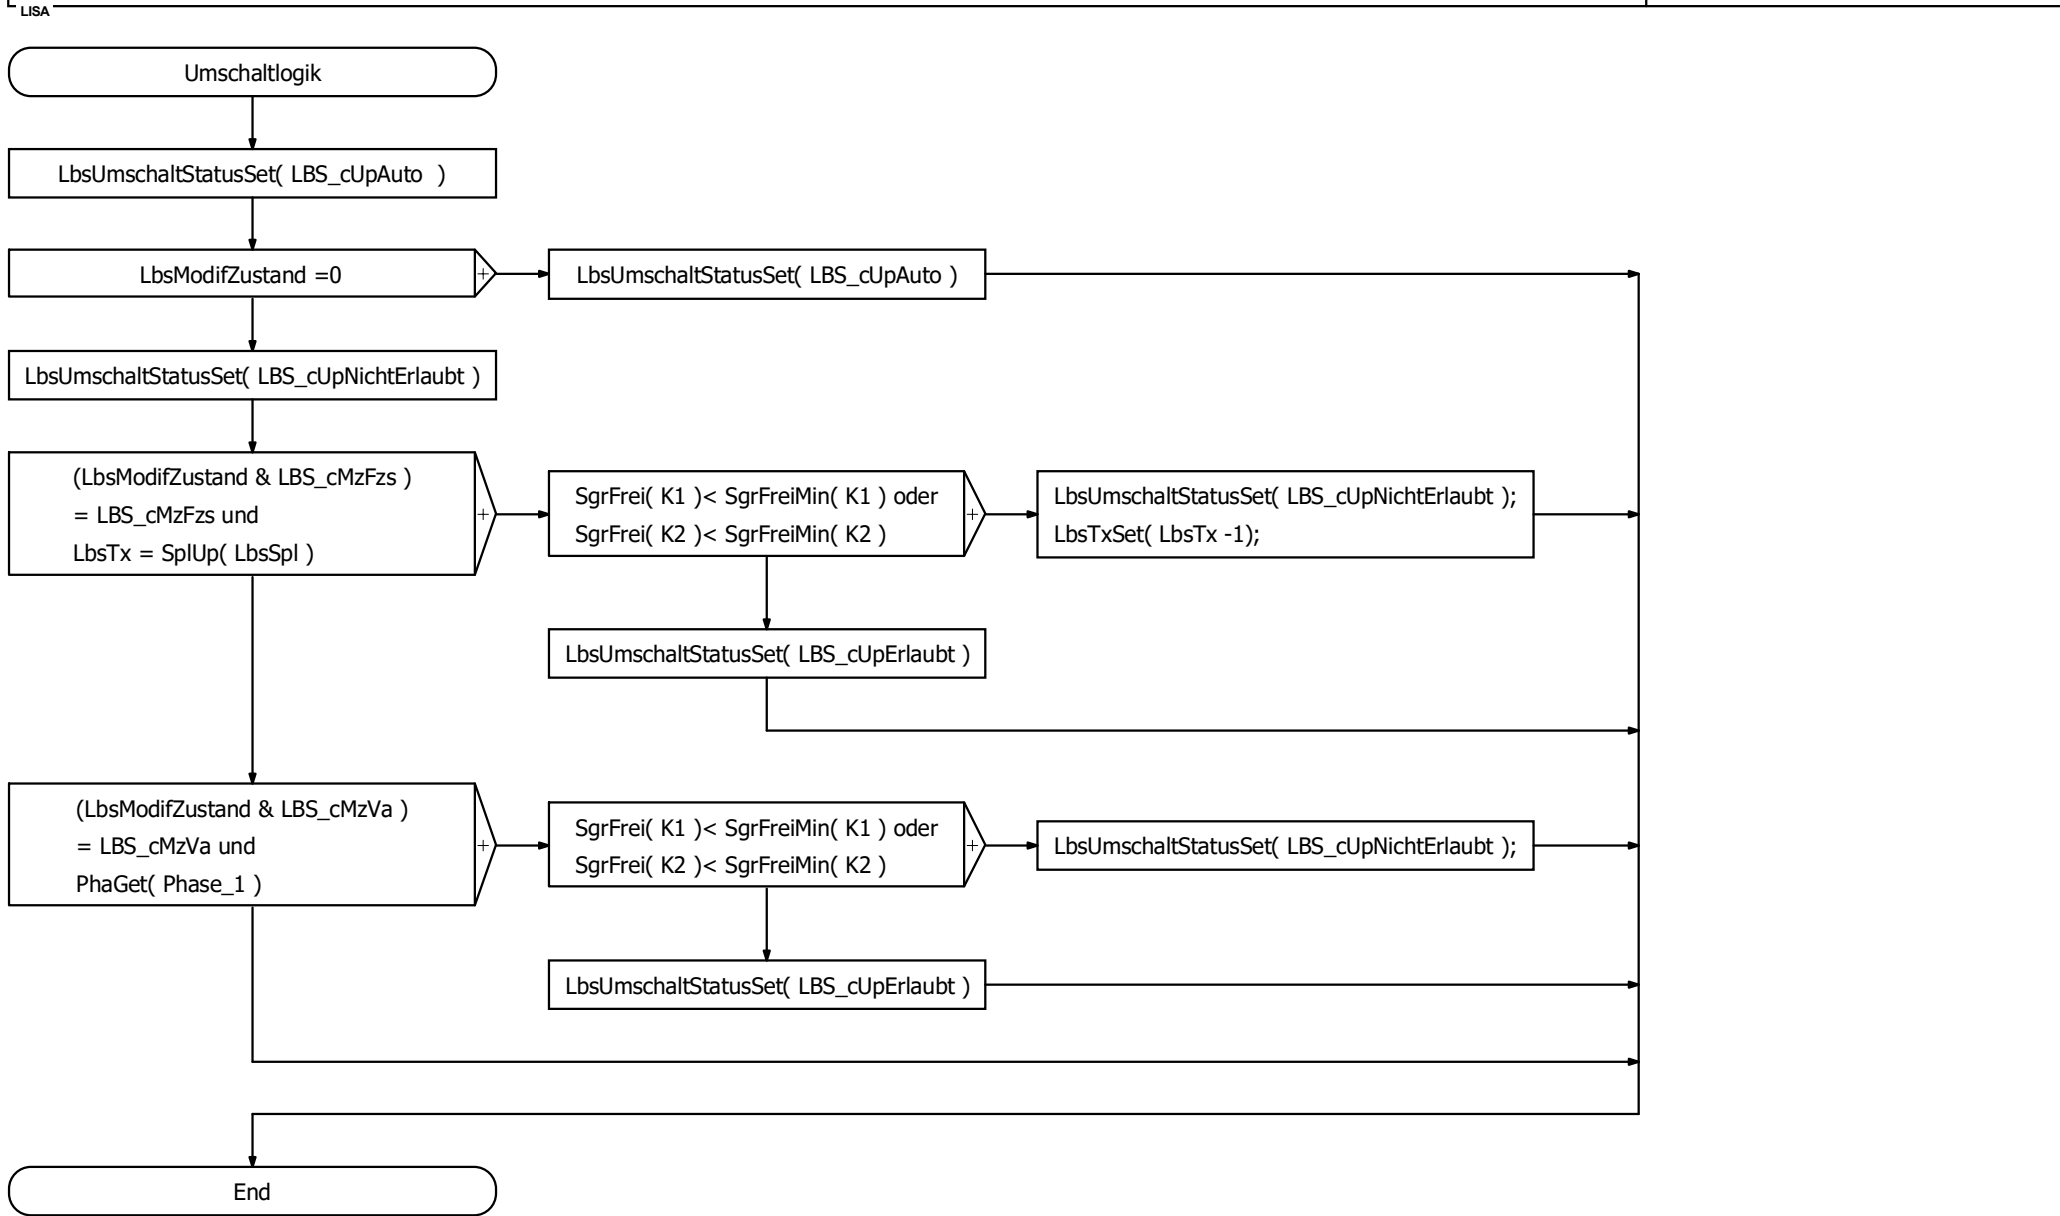 LISA
Umschaltlogik
LbsUmschaltStatusSet( LBS_cUpAuto  )
LbsModifZustand =0
+
LbsUmschaltStatusSet( LBS_cUpAuto )
LbsUmschaltStatusSet( LBS_cUpNichtErlaubt )
(LbsModifZustand & LBS_cMzFzs )
= LBS_cMzFzs und
LbsTx = SplUp( LbsSpl )
+
SgrFrei( K1 )< SgrFreiMin( K1 ) oder
SgrFrei( K2 )< SgrFreiMin( K2 )
+
LbsUmschaltStatusSet( LBS_cUpNichtErlaubt );
LbsTxSet( LbsTx -1);
LbsUmschaltStatusSet( LBS_cUpErlaubt )
(LbsModifZustand & LBS_cMzVa )
= LBS_cMzVa und
PhaGet( Phase_1 )
+
SgrFrei( K1 )< SgrFreiMin( K1 ) oder
SgrFrei( K2 )< SgrFreiMin( K2 )
+
LbsUmschaltStatusSet( LBS_cUpNichtErlaubt );
LbsUmschaltStatusSet( LBS_cUpErlaubt )
End